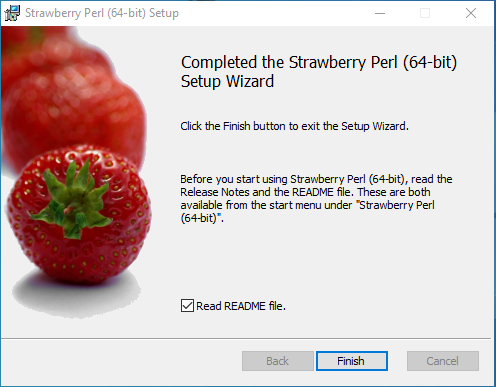 Strawberry Perl (64-bit) Setup
Completed the Strawberry Perl (64-bit)
Setup Wizard
Click the Finish button to exit the Setup Wizard.
Before you start using Strawberry Perl (64-bit), read the
Release Notes and the README file. These are both
available from the start menu under "Strawberry Perl
(64-bit)".
Read README file.
Back
Finish
Cancel